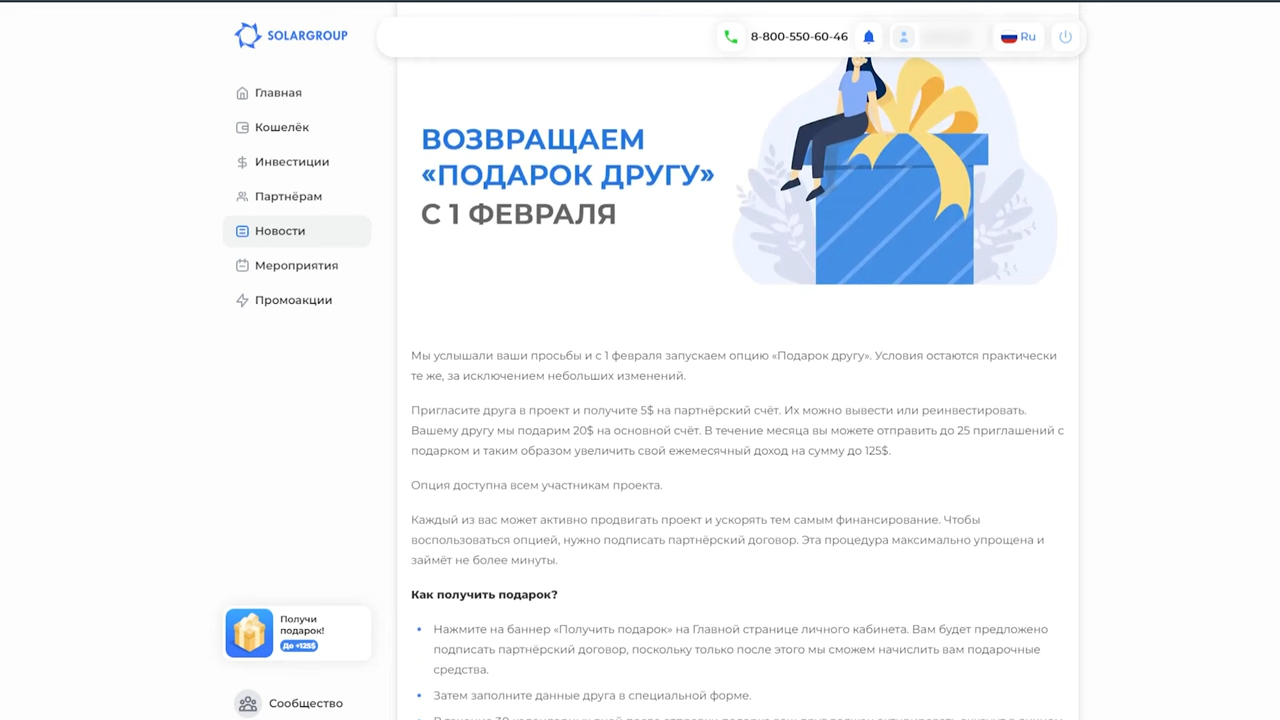 SOLARGROUP
8-800-550-60-46
Ru
Главная
Кошелёк
Инвестиции
Партнёрам
Новости
Мероприятия
Промоакции
ВОЗВРАЩАЕМ
«ПОДАРОК ДРУГУ»
С 1 ФЕВРАЛЯ
Мы услышали ваши просьбы и с 1 февраля запускаем опцию «Подарок другу». Условия остаются практически
те же, за исключением небольших изменений.
Пригласите друга в проект и получите 5$ на партнёрский счёт. Их можно вывести или реинвестировать.
Вашему другу мы подарим 20$ на основной счёт. В течение месяца вы можете отправить до 25 приглашений с
подарком и таким образом увеличить свой ежемесячный доход на сумму до 125$.
Опция доступна всем участникам проекта.
Каждый из вас может активно продвигать проект и ускорять тем самым финансирование. Чтобы
воспользоваться опцией, нужно подписать партнёрский договор. Эта процедура максимально упрощена и
займёт не более минуты.
Как получить подарок?
Нажмите на баннер «Получить подарок» на Главной странице личного кабинета. Вам будет предложено
подписать партнёрский договор, поскольку только после этого мы сможем начислить вам подарочные
средства.
Затем заполните данные друга в специальной форме.
Получи
подарок!
До +125$
Сообщество